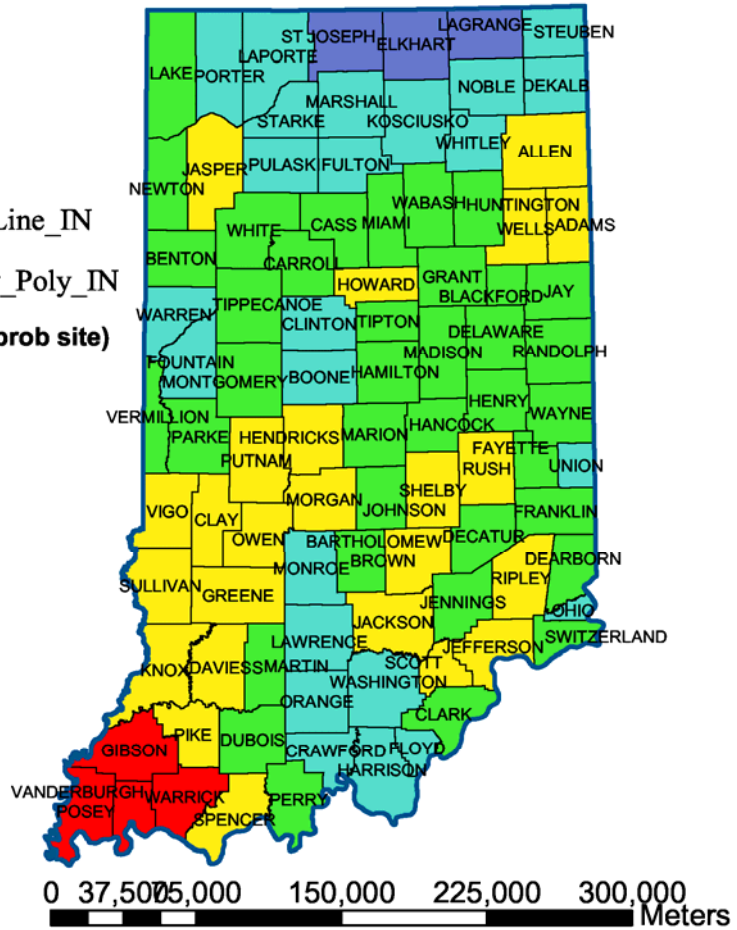 ST JOSEPH
LAGRANGE
ELKHART
STEUBEN
LAPORTE
LAKE
PORTER
NOBLE
DEKALB
MARSHALL
STARKE
KOSCIUSKO
WHITLEY
ALLEN
JASPER
PULASK
FULTON
NEWTON
Line_IN
WABASH
HUNTINGTON
WHITE
CASS
MIAMI
WELLS
ADAMS
BENTON
CARROLL
_Poly_IN
HOWARD
GRANT
BLACKFORD
JAY
WARREN
TIPPECANOE
CLINTON
TIPTON
prob site)
DELAWARE
MADISON
RANDOLPH
FOUNTAIN
MONTGOMERY
BOONE
HAMILTON
HENRY
WAYNE
VERMILLION
PARKE
HENDRICKS
MARION
HANCOCK
PUTNAM
FAYETTE
RUSH
UNION
VIGO
CLAY
MORGAN
SHELBY
JOHNSON
FRANKLIN
OWEN
MONROE
BARTHOLOMEW
BROWN
DECATUR
DEARBORN
SULLIVAN
GREENE
RIPLEY
JENNINGS
OHIO
JACKSON
SWITZERLAND
LAWRENCE
JEFFERSON
KNOX
DAVIESS
MARTIN
SCOTT
WASHINGTON
ORANGE
CLARK
GIBSON
PIKE
DUBOIS
CRAWFORD
FLOYD
HARRISON
VANDERBURGH
WARRICK
POSEY
SPENCER
PERRY
0 37,500 75,000 150,000 225,000 300,000
Meters